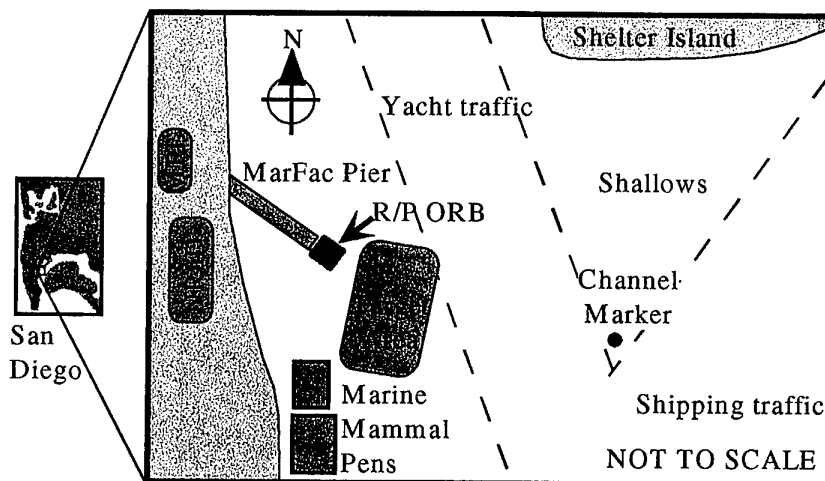 Shelter Island
N
Yacht traffic
MarFac Pier
Shallows
R/P ORB
Channel
Marker
San
Diego
Marine
Mammal
Pens
Shipping traffic
NOT TO SCALE